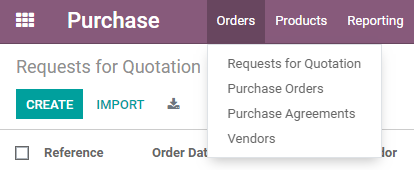 Purchase Orders Products Reporting
Requests for Quotation
Requests for Quotation
Purchase Orders
Purchase Agreements
Vendors
CREATE IMPORT
Reference Order Dat dor